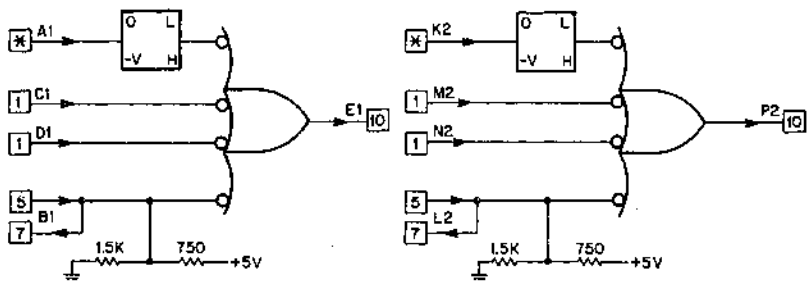 * A1 O L -V H
1 C1
1 D1
E1 10
5 B1
7
1.5K 750 +5V
* K2 O L -V H
1 M2
1 N2
P2 10
5 L2
7
1.5K 750 +5V